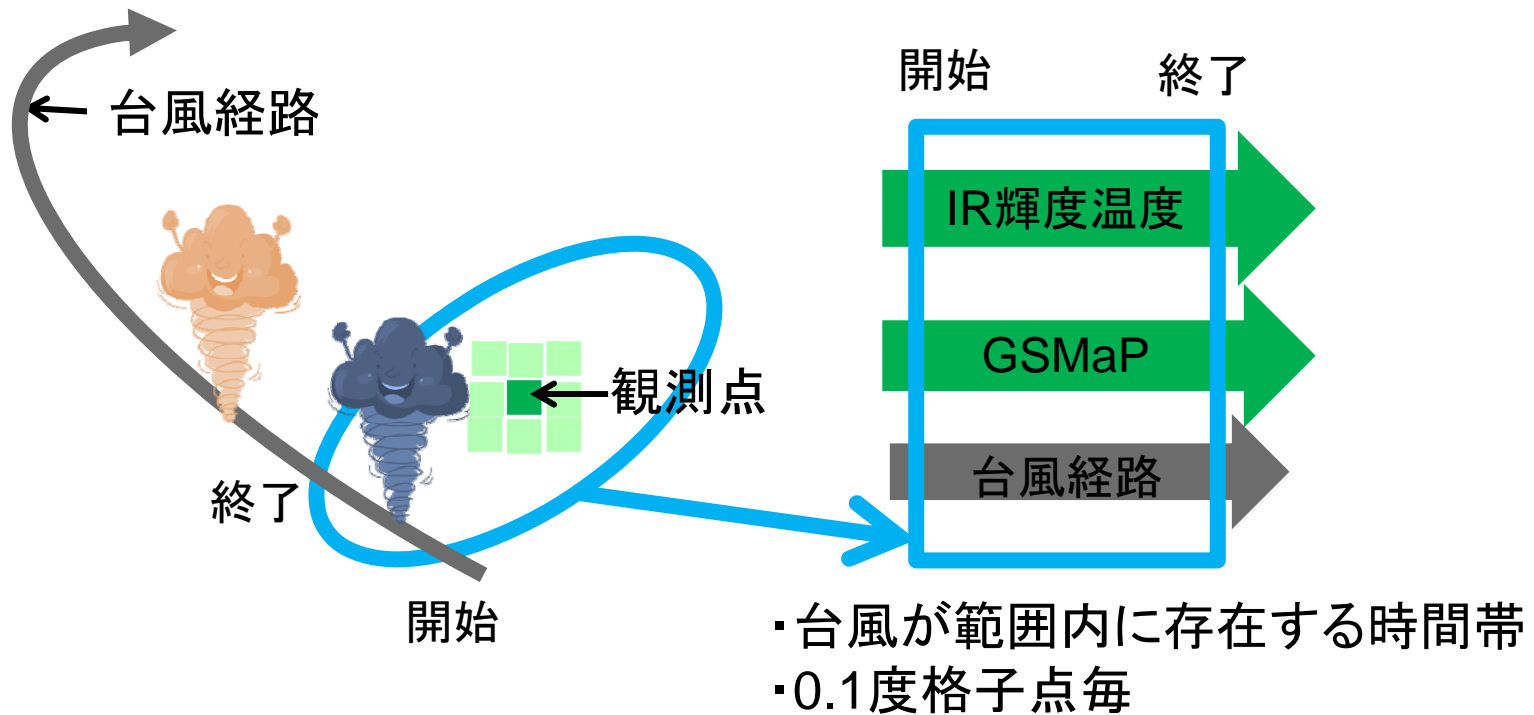 台風経路
観測点
終了
開始
開始
終了
IR輝度温度
GSMaP
台風経路
・台風が範囲内に存在する時間帯
・0.1度格子点毎